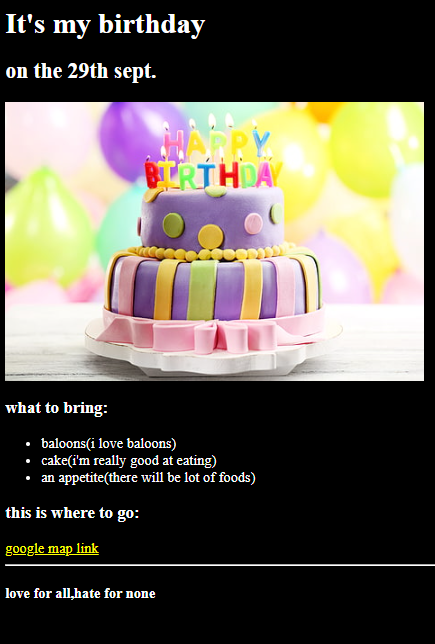 It's my birthday
on the 29th sept.
HAPPY
BIRTHDAY
what to bring:
baloons(i love baloons)
cake(i'm really good at eating)
an appetite(there will be lot of foods)
this is where to go:
google map link
love for all,hate for none